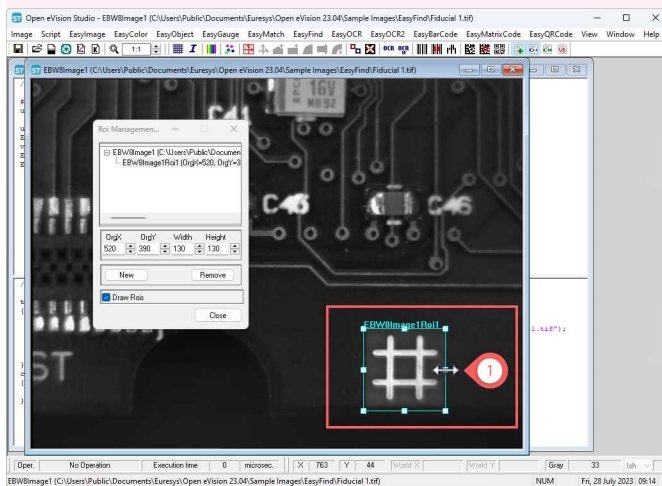 Open eVision Studio - EBW8Image1 (C:\Users\Public\Documents\Euresys\Open eVision 23.04\Sample Images\EasyFind\Fiducial 1.tif)
Image Script EasyImage EasyColor EasyObject EasyGauge EasyMatch EasyFind EasyOCR EasyOCR2 EasyBarCode EasyMatrixCode EasyQRCode View Window Help
1:1
EBW8Image1 (C:\Users\Public\Documents\Euresys\Open eVision 23.04\Sample Images\EasyFind\Fiducial 1.tif)
16V
C41
Roi Managemen...
EBW8Image1 (C:\Users\Public\Documen
EBW8Image1Roi1 (OrgX=520, OrgY=3
OrgX OrgY Width Height
520 390 130 130
New Remove
Draw Rois
Close
EBW8Image1Roi1
1
1.tif");
ST
Oper. No Operation Execution time 0 microsec. X 763 Y 44 World X World Y Gray 33 lsh
EBW8Image1 (C:\Users\Public\Documents\Euresys\Open eVision 23.04\Sample Images\EasyFind\Fiducial 1.tif) NUM Fri, 28 July 2023 09:14